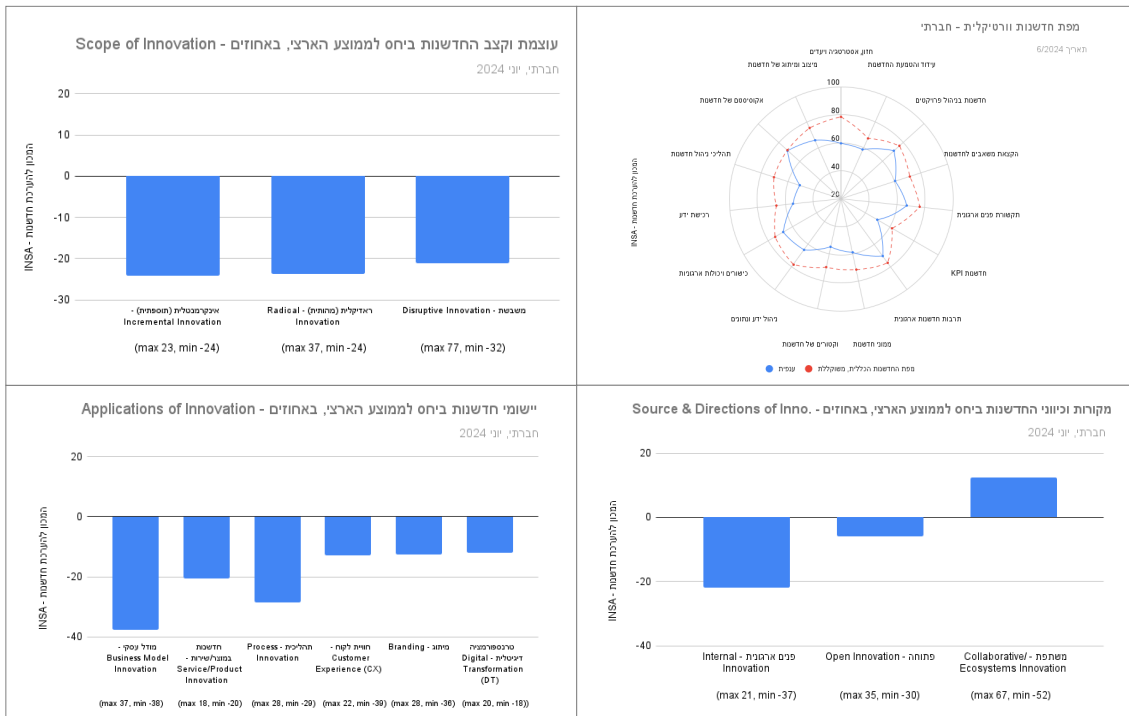 Scope of Innovation - עוצמת וקצב החדשנות ביחס לממוצע הארצי, באחוזים
חברתי, יוני 2024
המכון להערכת חדשנות - INSA
20
10
0
-10
-20
-30
אינקרמנטלית (תוספתית) -
Incremental Innovation
Radical - ראדיקלית (מהותית)
Innovation
Disruptive Innovation - משבשת
(max 23, min -24)
(max 37, min -24)
(max 77, min -32)
מפת חדשנות וורטיקלית - חברתי
תאריך 6/2024
המכון להערכת חדשנות - INSA
חזון, אסטרטגיה ויעדים
עידוד והטמעת החדשנות
חדשנות בניהול פרויקטים
הקצאת משאבים לחדשנות
תקשורת פנים ארגונית
חדשנות KPI
תרבות חדשנות ארגונית
ממוני חדשנות
וקטורים של חדשנות
ניהול ידע ונתונים
כישורים ויכולות ארגוניות
רכישת ידע
תהליכי ניהול חדשנות
אקוסיסטם של חדשנות
מיצוב ומיתוג של חדשנות
100
80
60
40
20
ענפית
מפת החדשנות הכללית, משוקללת
Applications of Innovation - יישומי חדשנות ביחס לממוצע הארצי, באחוזים
חברתי, יוני 2024
המכון להערכת חדשנות - INSA
20
0
-20
-40
מודל עסקי -
Business Model
Innovation
חדשנות
במוצר/שירות -
Service/Product
Innovation
Process - תהליכית
Innovation
חוויית לקוח -
Customer
Experience (CX)
Branding - מיתוג
טרנספורמציה
Digital - דיגיטלית
Transformation
(DT)
(max 37, min -38)
(max 18, min -20)
(max 28, min -29)
(max 22, min -39)
(max 28, min -36)
(max 20, min -18))
Source & Directions of Inno. - מקורות וכיווני החדשנות ביחס לממוצע הארצי, באחוזים
חברתי, יוני 2024
המכון להערכת חדשנות - INSA
20
0
-20
-40
Internal - פנים ארגונית
Innovation
Open Innovation - פתוחה
Collaborative/ - משתפת
Ecosystems Innovation
(max 21, min -37)
(max 35, min -30)
(max 67, min -52)